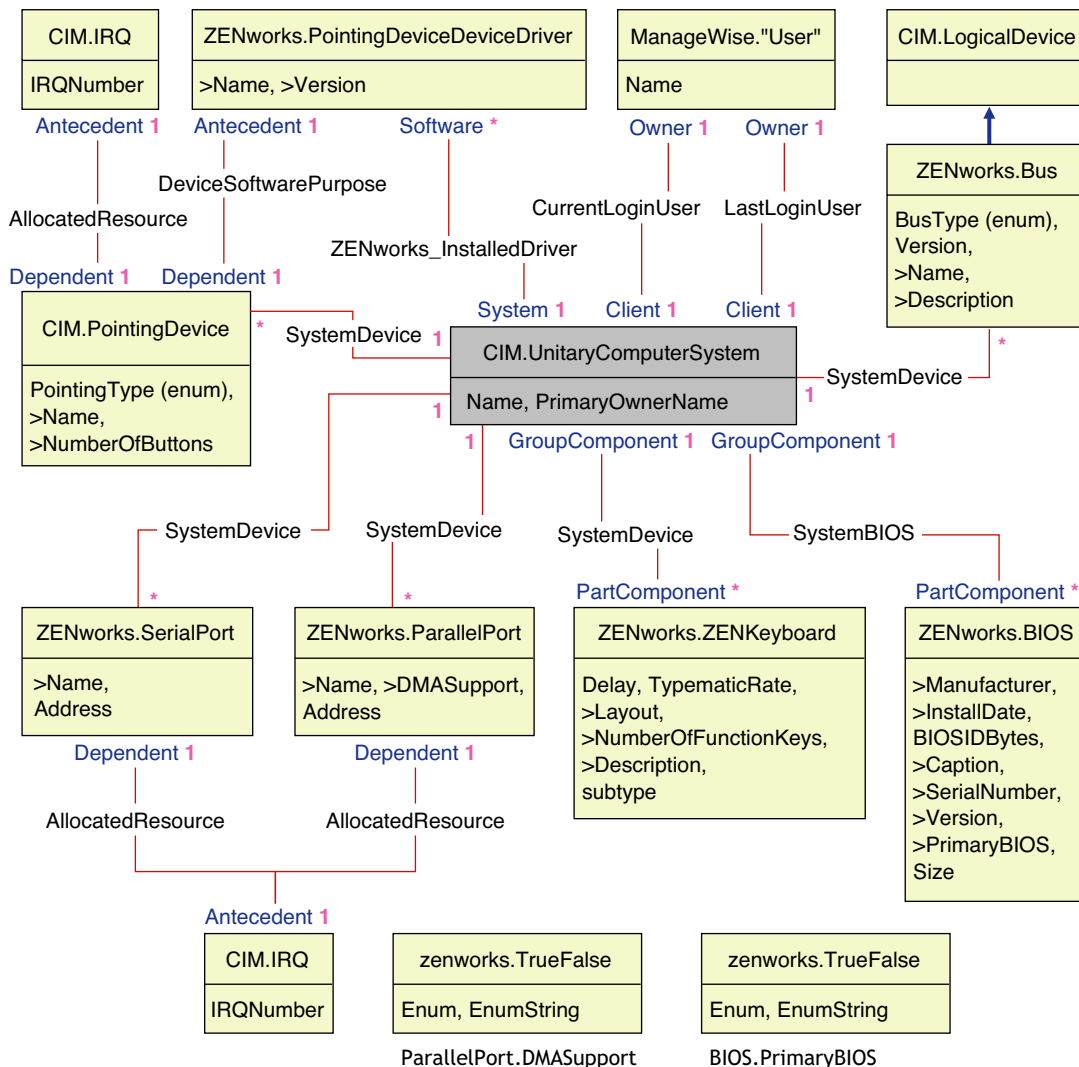 CIM.IRQ
IRQNumber
ZENworks.PointingDeviceDeviceDriver
>Name, >Version
ManageWise."User"
Name
CIM.LogicalDevice
Antecedent 1
Antecedent 1
Software *
Owner 1
Owner 1
ZENworks.Bus
BusType (enum),
Version,
>Name,
>Description
*
AllocatedResource
DeviceSoftwarePurpose
ZENworks_InstalledDriver
CurrentLoginUser
LastLoginUser
Dependent 1
Dependent 1
System 1
Client 1
Client 1
CIM.PointingDevice
PointingType (enum),
>Name,
>NumberOfButtons
*
SystemDevice
1
CIM.UnitaryComputerSystem
Name, PrimaryOwnerName
SystemDevice
1
1
1
GroupComponent 1
GroupComponent 1
SystemDevice
SystemDevice
SystemDevice
SystemBIOS
*
*
PartComponent *
PartComponent *
ZENworks.SerialPort
>Name,
Address
ZENworks.ParallelPort
>Name, >DMASupport,
Address
ZENworks.ZENKeyboard
Delay, TypematicRate,
>Layout,
>NumberOfFunctionKeys,
>Description,
subtype
ZENworks.BIOS
>Manufacturer,
>InstallDate,
BIOSIDBytes,
>Caption,
>SerialNumber,
>Version,
>PrimaryBIOS,
Size
Dependent 1
Dependent 1
AllocatedResource
AllocatedResource
Antecedent 1
CIM.IRQ
IRQNumber
zenworks.TrueFalse
Enum, EnumString
ParallelPort.DMASupport
zenworks.TrueFalse
Enum, EnumString
BIOS.PrimaryBIOS